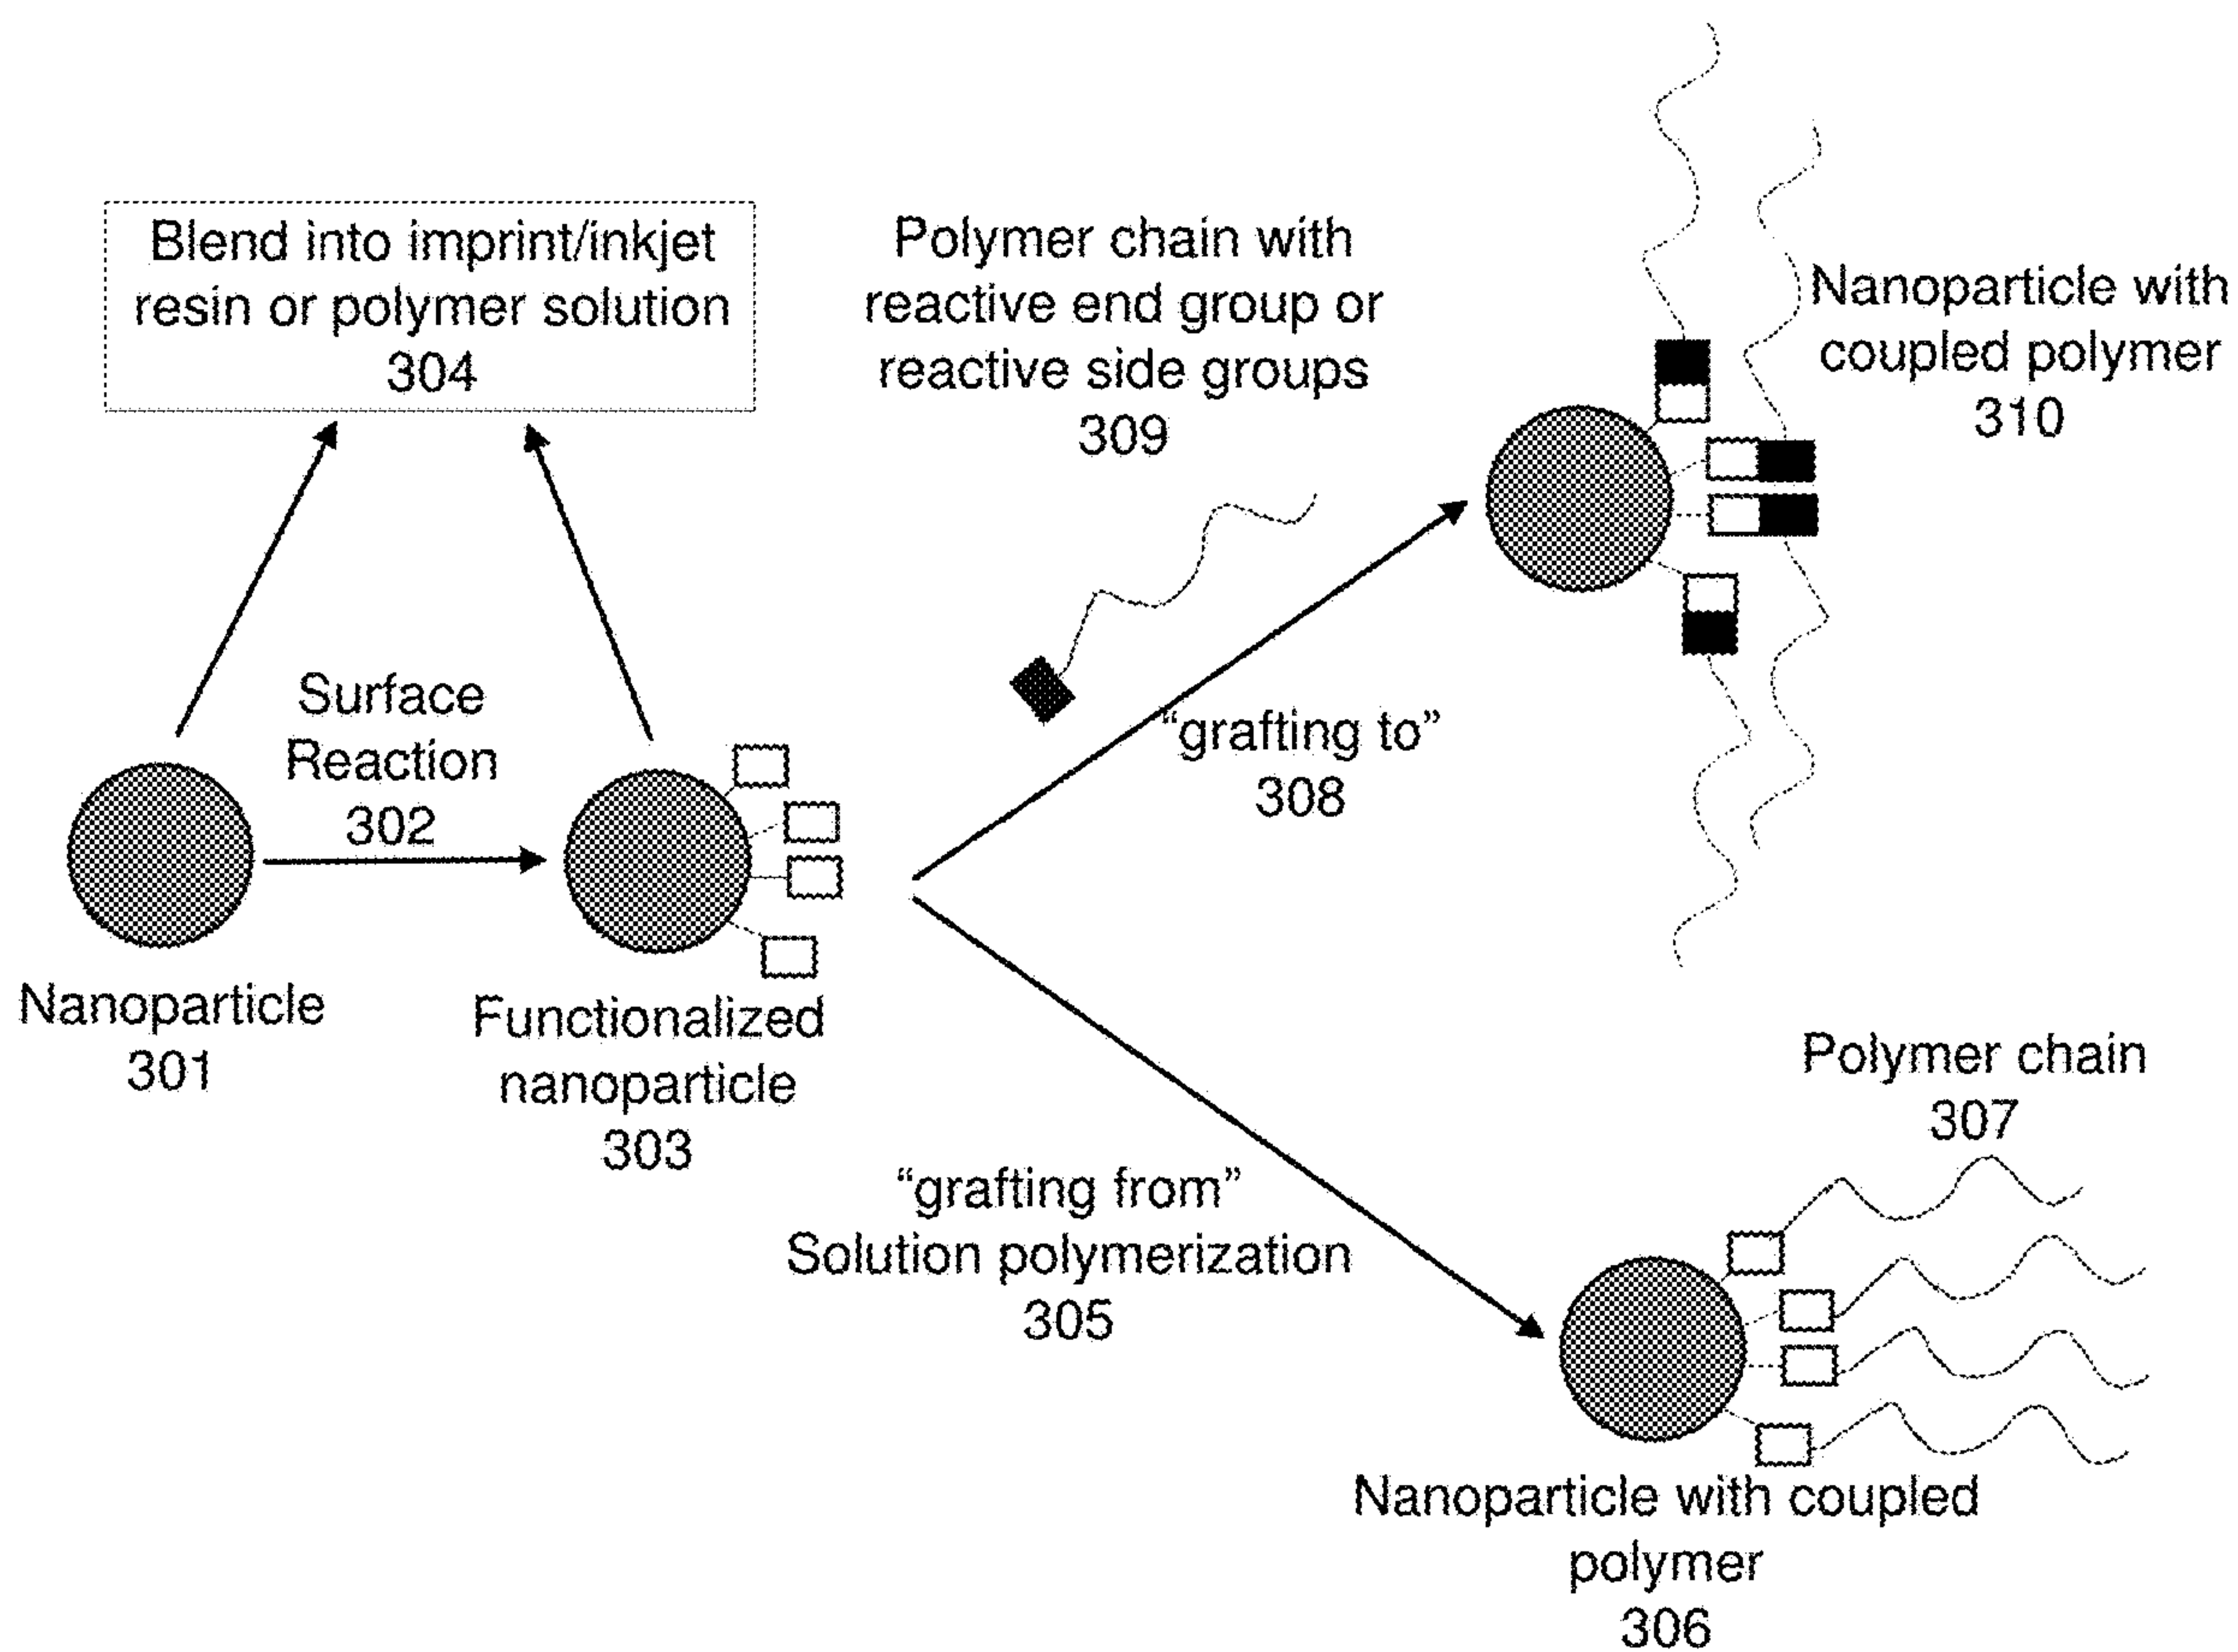 Blend into imprint/inkjet
resin or polymer solution
304
Polymer chain with
reactive end group or
reactive side groups
309
Nanoparticle with
coupled polymer
310
Surface
Reaction
302
“grafting to”
308
Nanoparticle
301
Functionalized
nanoparticle
303
Polymer chain
307
“grafting from”
Solution polymerization
305
Nanoparticle with coupled
polymer
306